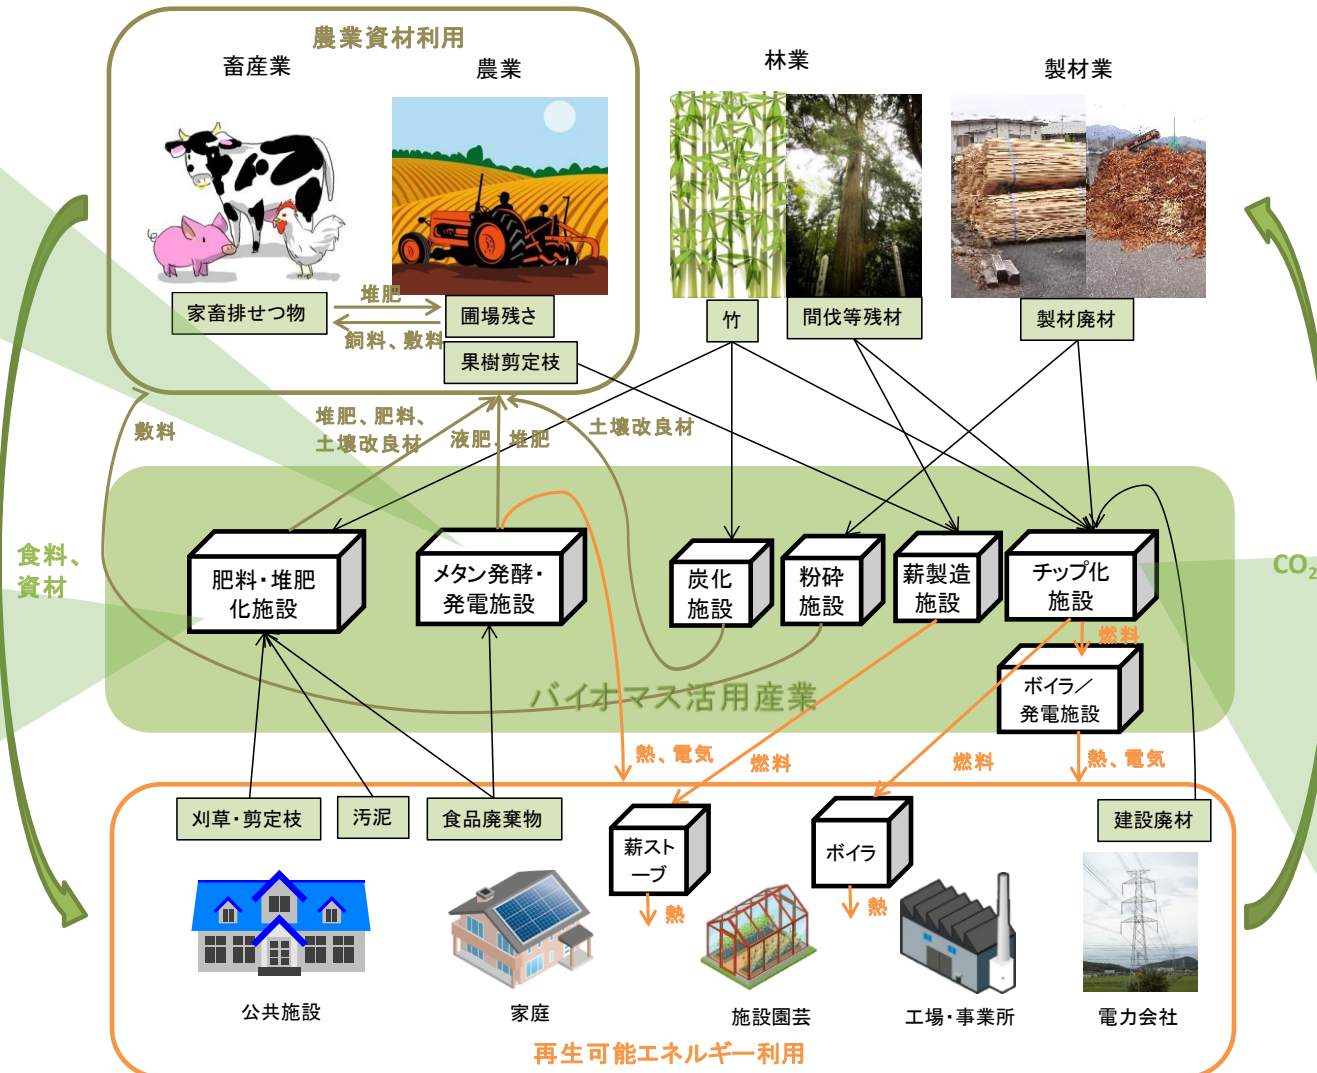 農業資材利用
畜産業
農業
林業
製材業
家畜排せつ物
堆肥
飼料、敷料
圃場残さ
果樹剪定枝
竹
間伐等残材
製材廃材
敷料
堆肥、肥料、
土壌改良材
液肥、堆肥
土壌改良材
食料、
資材
CO₂
肥料・堆肥
化施設
メタン発酵・
発電施設
炭化
施設
粉砕
施設
薪製造
施設
チップ化
施設
燃料
ボイラ／
発電施設
バイオマス活用産業
熱、電気
燃料
燃料
熱、電気
刈草・剪定枝
汚泥
食品廃棄物
薪スト
ーブ
ボイラ
建設廃材
熱
熱
公共施設
家庭
施設園芸
工場・事業所
電力会社
再生可能エネルギー利用